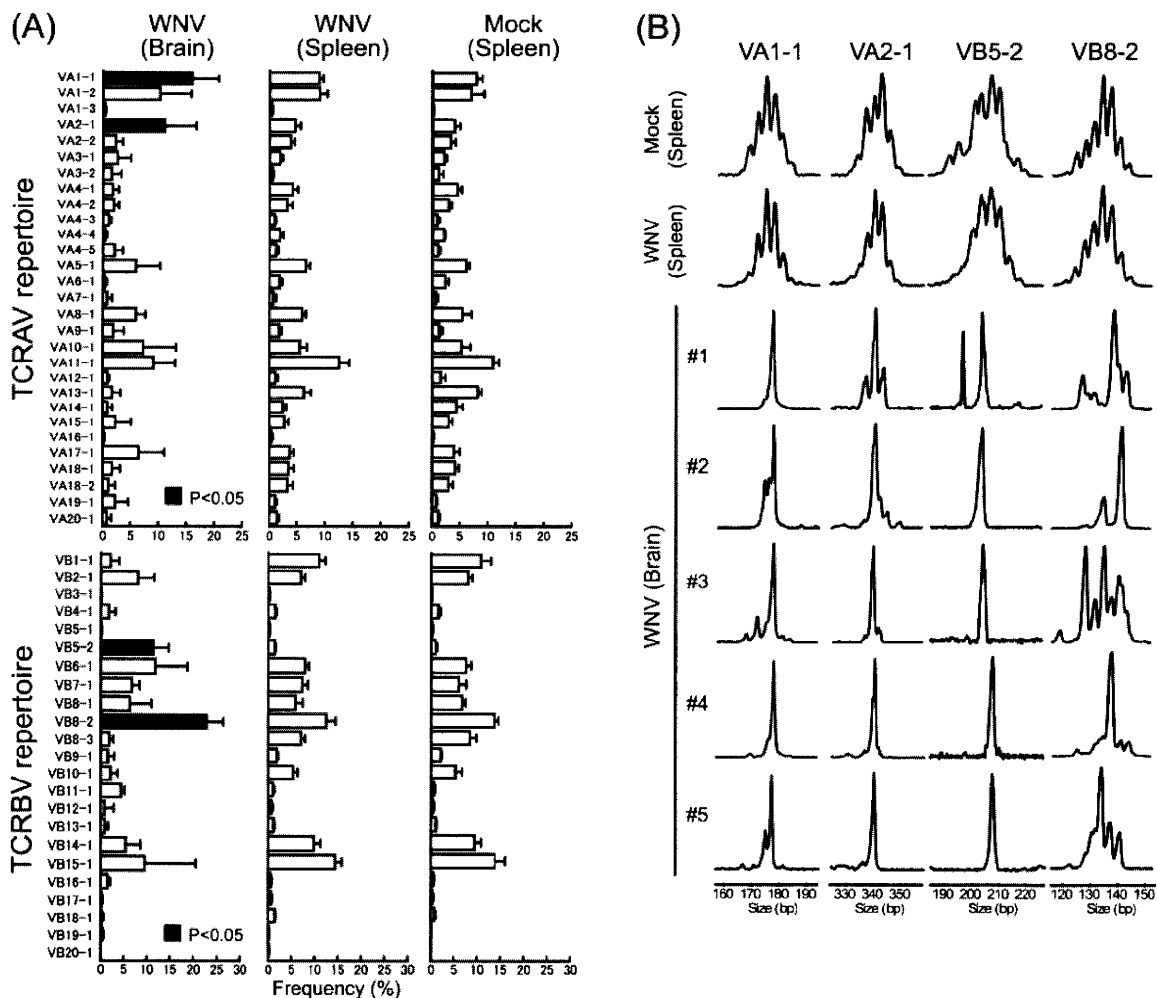 (A)
WNV
(Brain)
WNV
(Spleen)
Mock
(Spleen)
TCRAV repertoire
VA1-1
VA1-2
VA1-3
VA2-1
VA2-2
VA3-1
VA3-2
VA4-1
VA4-2
VA4-3
VA4-4
VA4-5
VA5-1
VA6-1
VA7-1
VA8-1
VA9-1
VA10-1
VA11-1
VA12-1
VA13-1
VA14-1
VA15-1
VA16-1
VA17-1
VA18-1
VA18-2
VA19-1
VA20-1
P<0.05
0 5 10 15 20 25
0 5 10 15 20 25
0 5 10 15 20 25
TCRBV repertoire
VB1-1
VB2-1
VB3-1
VB4-1
VB5-1
VB5-2
VB6-1
VB7-1
VB8-1
VB8-2
VB8-3
VB9-1
VB10-1
VB11-1
VB12-1
VB13-1
VB14-1
VB15-1
VB16-1
VB17-1
VB18-1
VB19-1
VB20-1
P<0.05
0 5 10 15 20 25 30
0 5 10 15 20 25 30
0 5 10 15 20 25 30
Frequency (%)
(B)
VA1-1 VA2-1 VB5-2 VB8-2
Mock
(Spleen)
WNV
(Spleen)
WNV (Brain)
#1
#2
#3
#4
#5
160 170 180 190
Size (bp)
330 340 350
Size (bp)
190 200 210 220
Size (bp)
120 130 140 150
Size (bp)